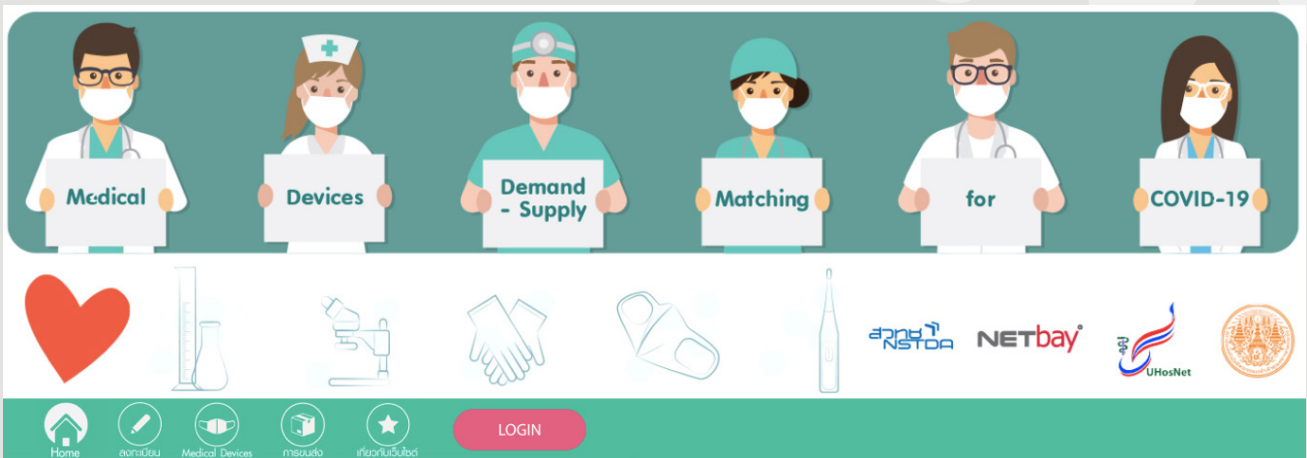 Medical
Devices
Demand
- Supply
Matching
for
COVID-19
สวทช
NSTDA
NETbay
UHosNet
LOGIN
Home
ลงทะเบียน
Medical Devices
การขนส่ง
เกี่ยวกับเว็บไซต์